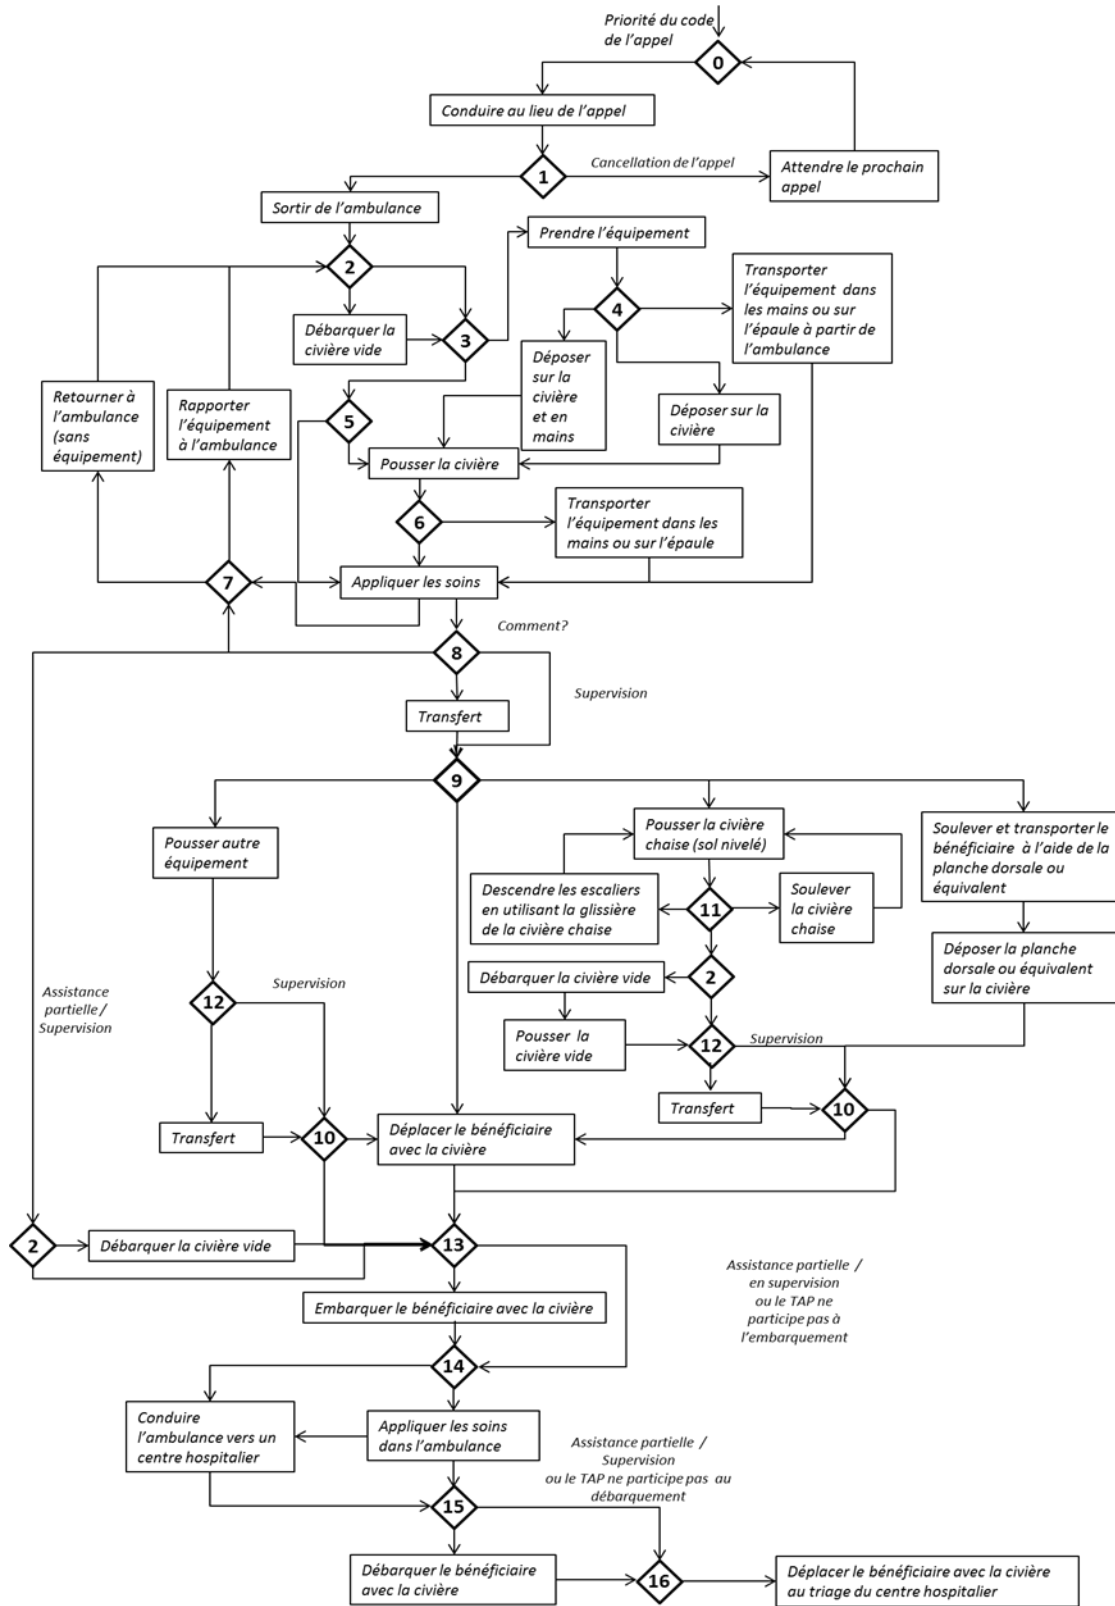 Priorité du code
de l'appel
0
Conduire au lieu de l'appel
1
Cancellation de l'appel
Attendre le prochain
appel
Sortir de l'ambulance
Prendre l'équipement
2
3
4
Transporter
l'équipement dans
les mains ou sur
l'épaule à partir de
l'ambulance
Débarquer la
civière vide
Déposer
sur la
civière
et en
mains
Déposer sur la
civière
Retourner à
l'ambulance
(sans
équipement)
Rapporter
l'équipement
à l'ambulance
5
Pousser la civière
6
Transporter
l'équipement dans les
mains ou sur l'épaule
7
Appliquer les soins
Comment?
8
Supervision
Transfert
9
Pousser autre
équipement
Pousser la civière
chaise (sol nivelé)
Soulever et transporter le
bénéficiaire à l'aide de la
planche dorsale ou
équivalent
Descendre les escaliers
en utilisant la glissière
de la civière chaise
11
Soulever
la civière
chaise
Déposer la planche
dorsale ou équivalent
sur la civière
Débarquer la civière vide
2
Assistance
partielle /
Supervision
12
Supervision
Pousser la
civière vide
12
Supervision
Transfert
10
Transfert
10
Déplacer le bénéficiaire
avec la civière
2
Débarquer la civière vide
13
Assistance partielle /
en supervision
ou le TAP ne
participe pas à
l'embarquement
Embarquer le bénéficiaire avec la civière
14
Conduire
l'ambulance vers un
centre hospitalier
Appliquer les soins
dans l'ambulance
Assistance partielle /
Supervision
ou le TAP ne participe pas au
débarquement
15
Débarquer le bénéficiaire
avec la civière
16
Déplacer le bénéficiaire avec la civière
au triage du centre hospitalier